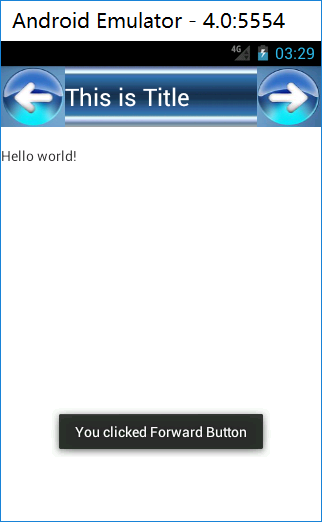 Android Emulator - 4.0:5554
4G 03:29
This is Title
Hello world!
You clicked Forward Button